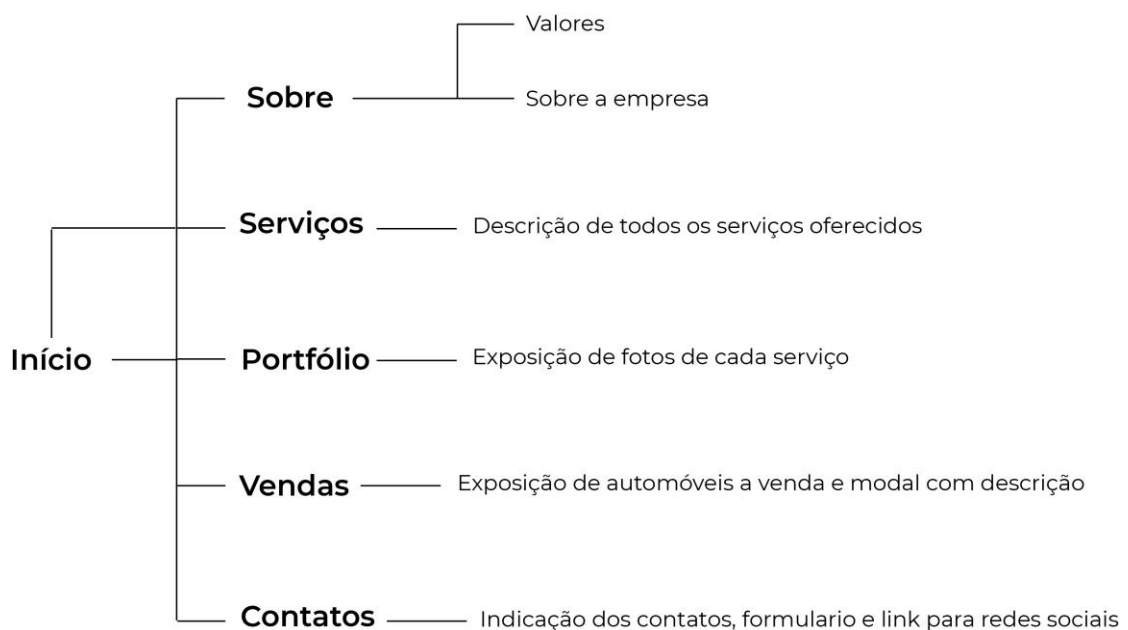 Valores
Sobre
Sobre a empresa
Serviços
Descrição de todos os serviços oferecidos
Início
Portfólio
Exposição de fotos de cada serviço
Vendas
Exposição de automóveis a venda e modal com descrição
Contatos
Indicação dos contatos, formulario e link para redes sociais